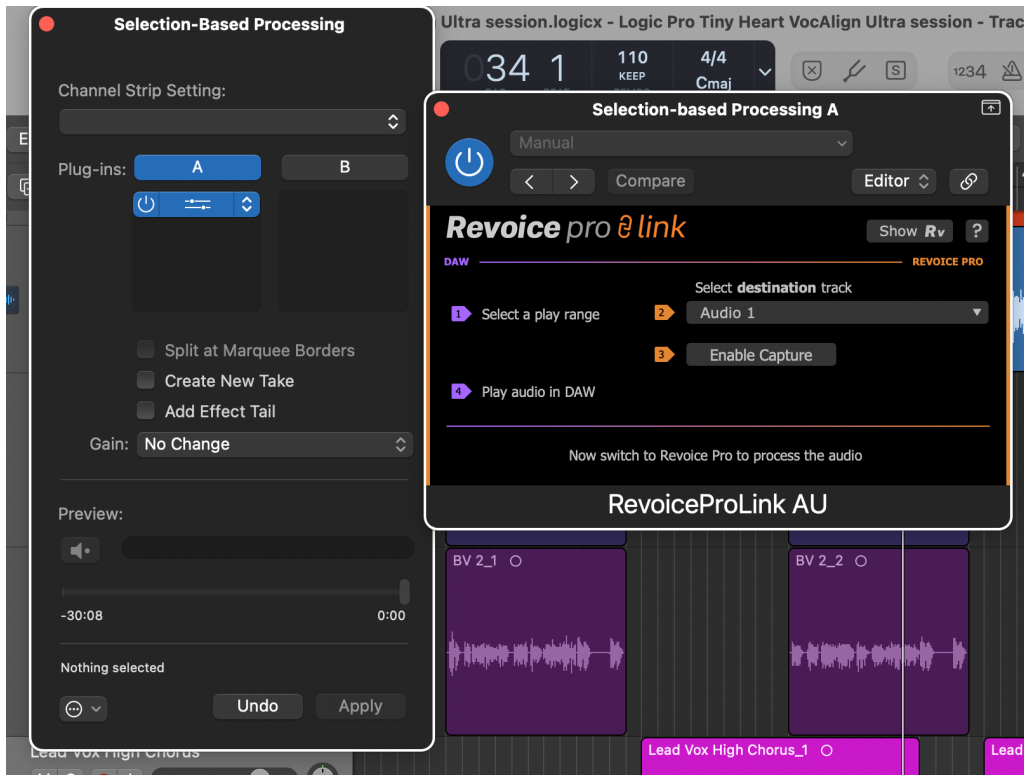 Ultra session.logicx - Logic Pro Tiny Heart VocAlign Ultra session - Trac
Selection-Based Processing
Channel Strip Setting:
Plug-ins:
A
B
Split at Marquee Borders
Create New Take
Add Effect Tail
Gain:
No Change
Preview:
-30:08
0:00
Nothing selected
Undo
Apply
034 1
110
KEEP
4/4
Cmaj
S
1234
Selection-based Processing A
Manual
Compare
Editor
Revoice pro link
Show Rv
?
DAW
REVOICE PRO
Select destination track
1 Select a play range
2 Audio 1
3 Enable Capture
4 Play audio in DAW
Now switch to Revoice Pro to process the audio
RevoiceProLink AU
BV 2_1
BV 2_2
Lead Vox High Chorus
Lead Vox High Chorus_1
Lead